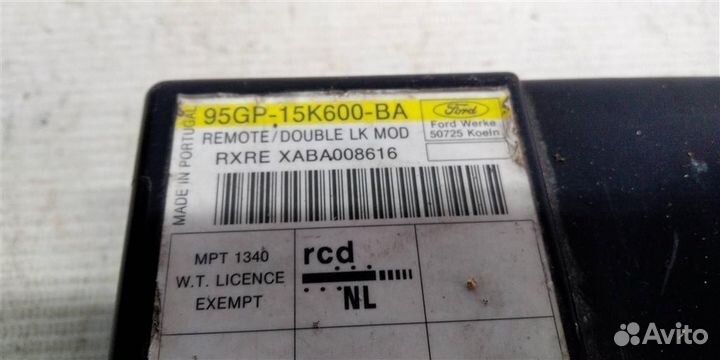 MADE IN PORTUGAL
95GP-15K600-BA
REMOTE/DOUBLE LK MOD
RXRE XABA008616
Ford
Ford Werke
50725 Koeln
MPT 1340
W.T. LICENCE
EXEMPT
rcd
NL
Avito